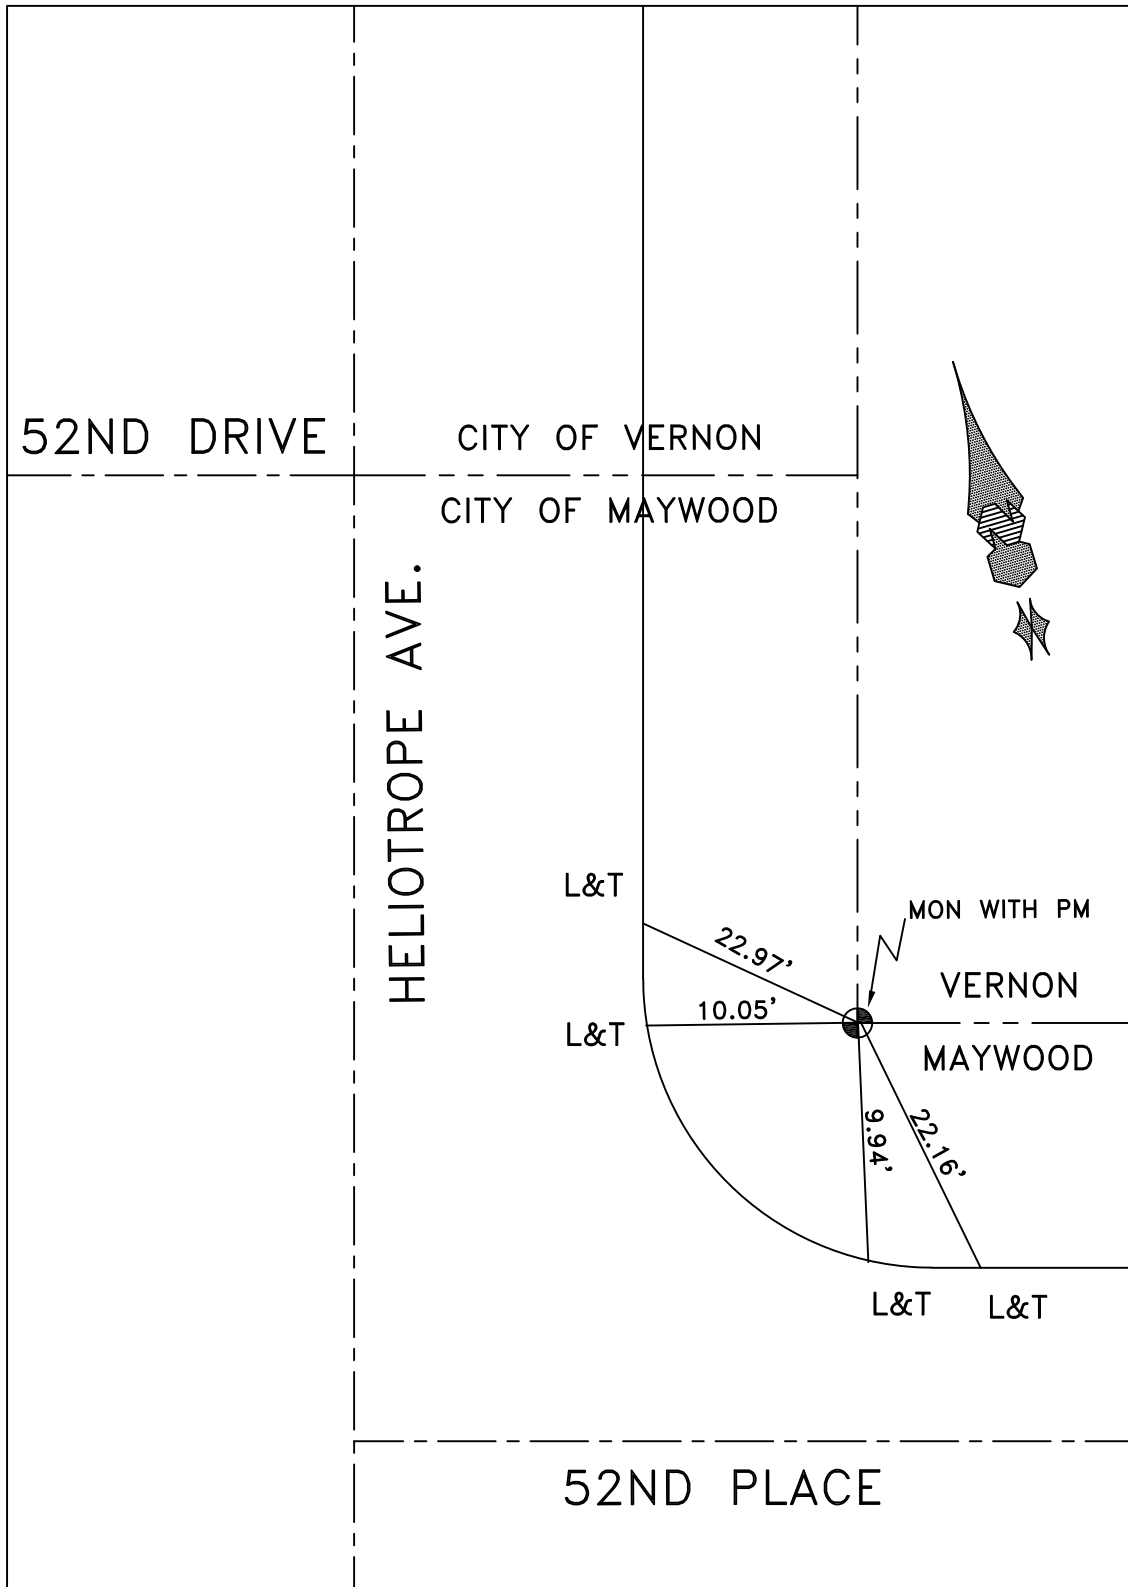 52ND DRIVE
CITY OF VERNON
CITY OF MAYWOOD
HELIOTROPE AVE.
L&T
MON WITH PM
22.97'
VERNON
10.05'
L&T
MAYWOOD
9.94'
22.16'
L&T
L&T
52ND PLACE
N